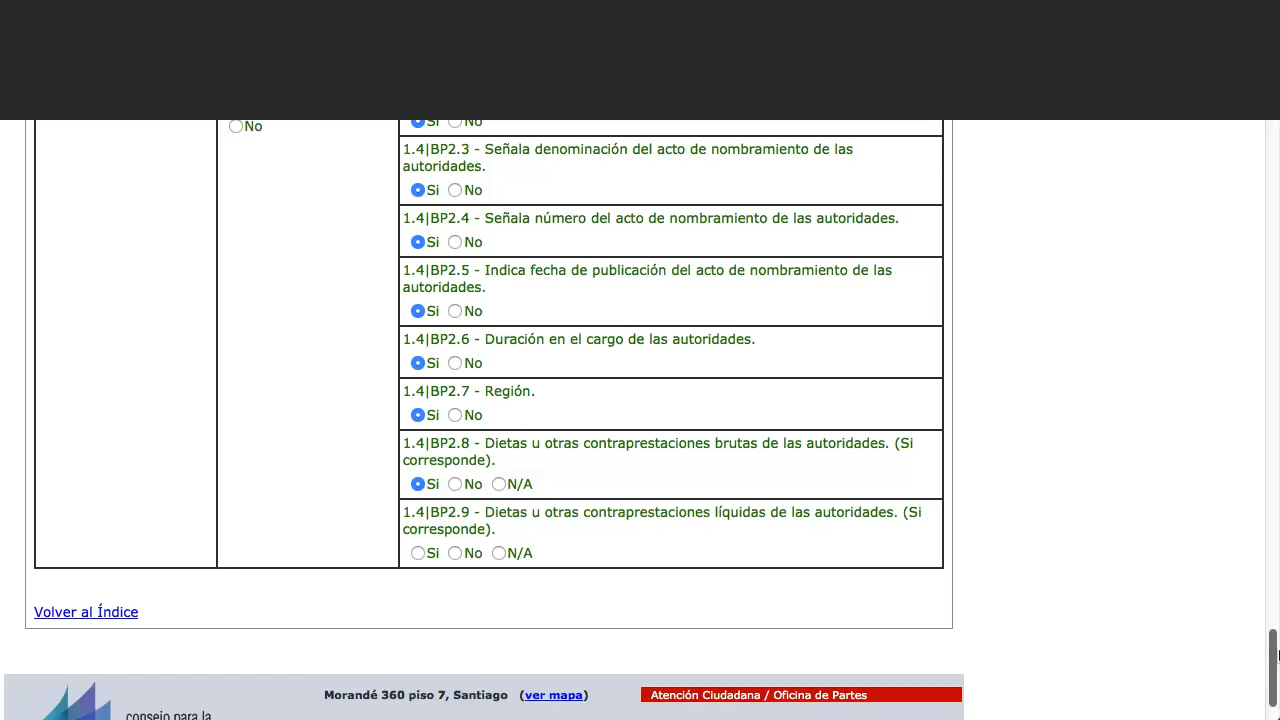 No
Si No
1.4|BP2.3 - Señala denominación del acto de nombramiento de las
autoridades.
Si No
1.4|BP2.4 - Señala número del acto de nombramiento de las autoridades.
Si No
1.4|BP2.5 - Indica fecha de publicación del acto de nombramiento de las
autoridades.
Si No
1.4|BP2.6 - Duración en el cargo de las autoridades.
Si No
1.4|BP2.7 - Región.
Si No
1.4|BP2.8 - Dietas u otras contraprestaciones brutas de las autoridades. (Si
corresponde).
Si No N/A
1.4|BP2.9 - Dietas u otras contraprestaciones líquidas de las autoridades. (Si
corresponde).
Si No N/A
Volver al Índice
Morandé 360 piso 7, Santiago (ver mapa)
Atención Ciudadana / Oficina de Partes
consejo para la